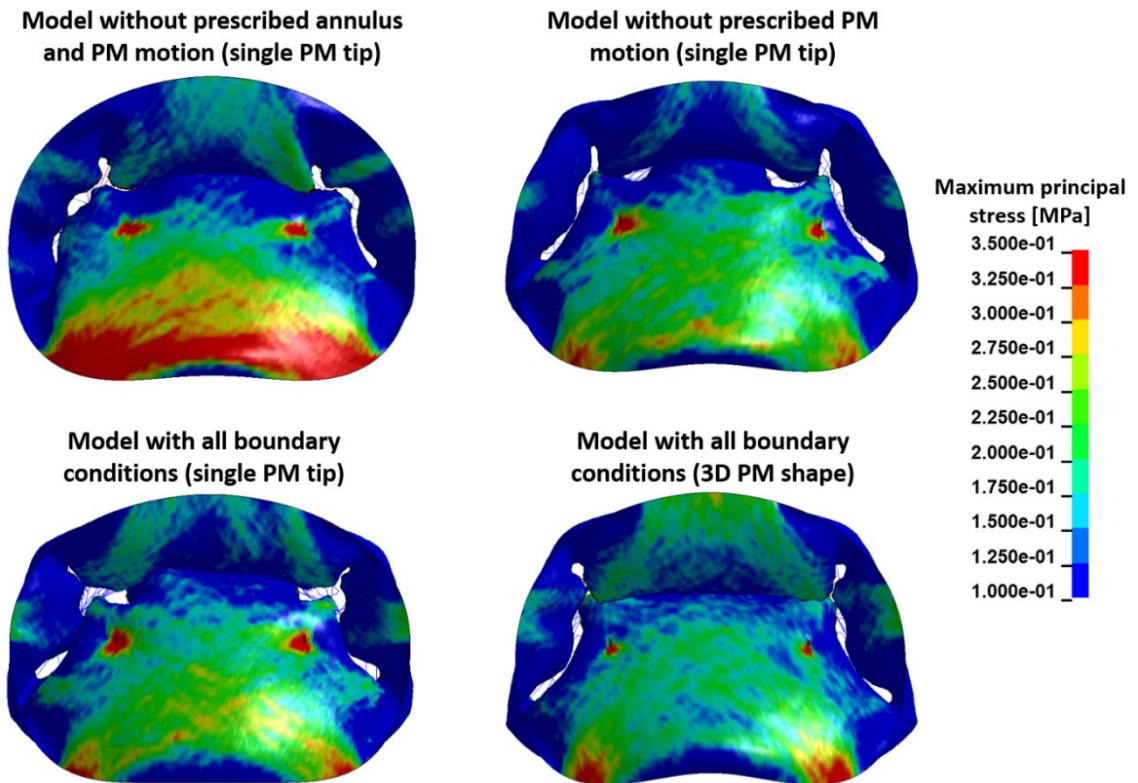 Model without prescribed annulus
and PM motion (single PM tip)
Model without prescribed PM
motion (single PM tip)
Maximum principal
stress [MPa]
3.500e-01
3.250e-01
3.000e-01
2.750e-01
2.500e-01
2.250e-01
2.000e-01
1.750e-01
1.500e-01
1.250e-01
1.000e-01
Model with all boundary
conditions (single PM tip)
Model with all boundary
conditions (3D PM shape)